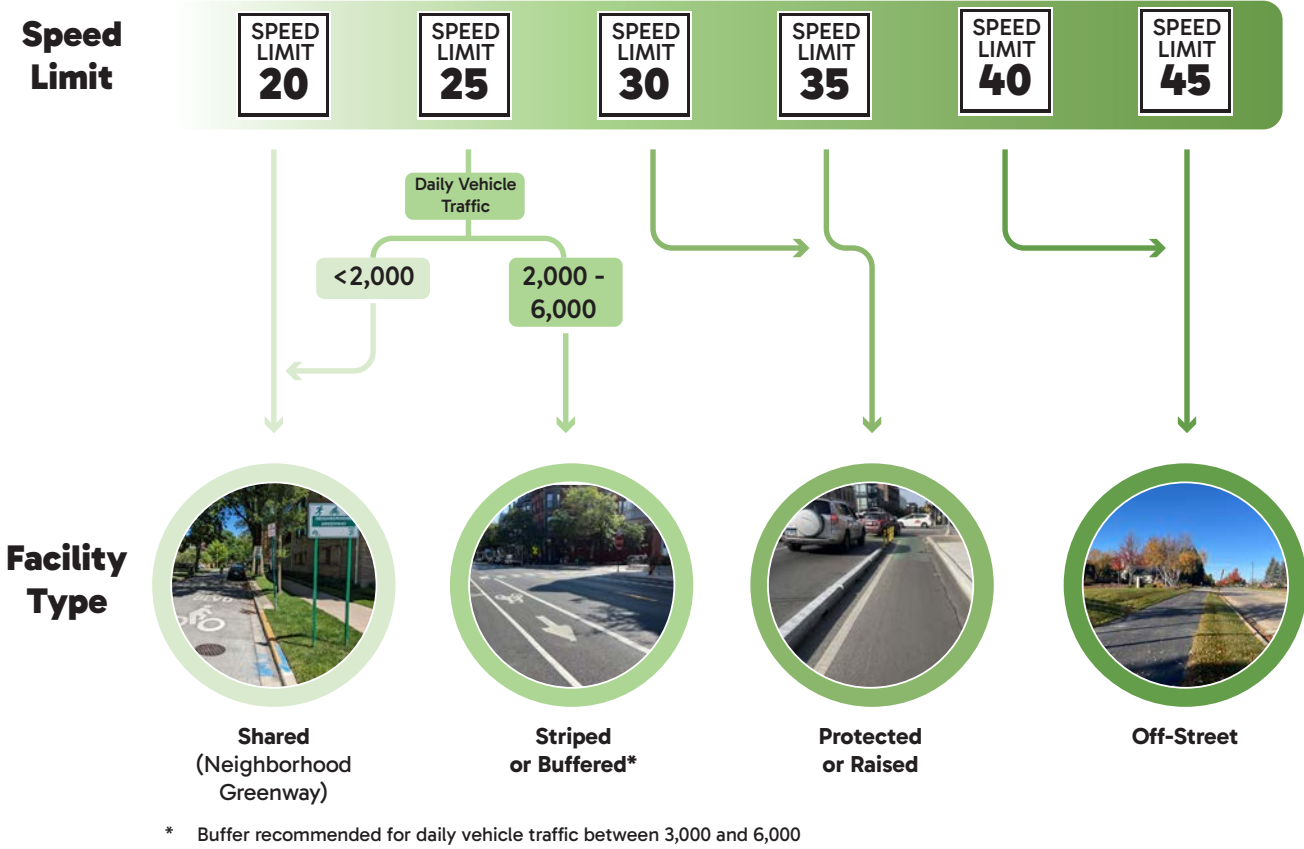 Speed
Limit
SPEED
LIMIT
20
SPEED
LIMIT
25
SPEED
LIMIT
30
SPEED
LIMIT
35
SPEED
LIMIT
40
SPEED
LIMIT
45
Daily Vehicle
Traffic
<2,000
2,000 -
6,000
Facility
Type
NEIGHBORHOOD
GREENWAY
Shared
(Neighborhood
Greenway)
Striped
or Buffered*
Protected
or Raised
Off-Street
* Buffer recommended for daily vehicle traffic between 3,000 and 6,000